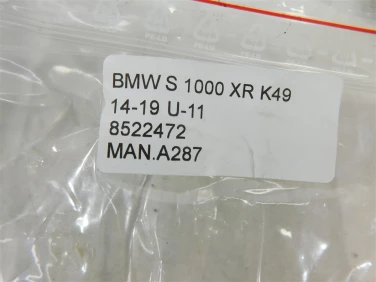 BMW S 1000 XR K49
14-19 U-11
8522472
MAN.A287